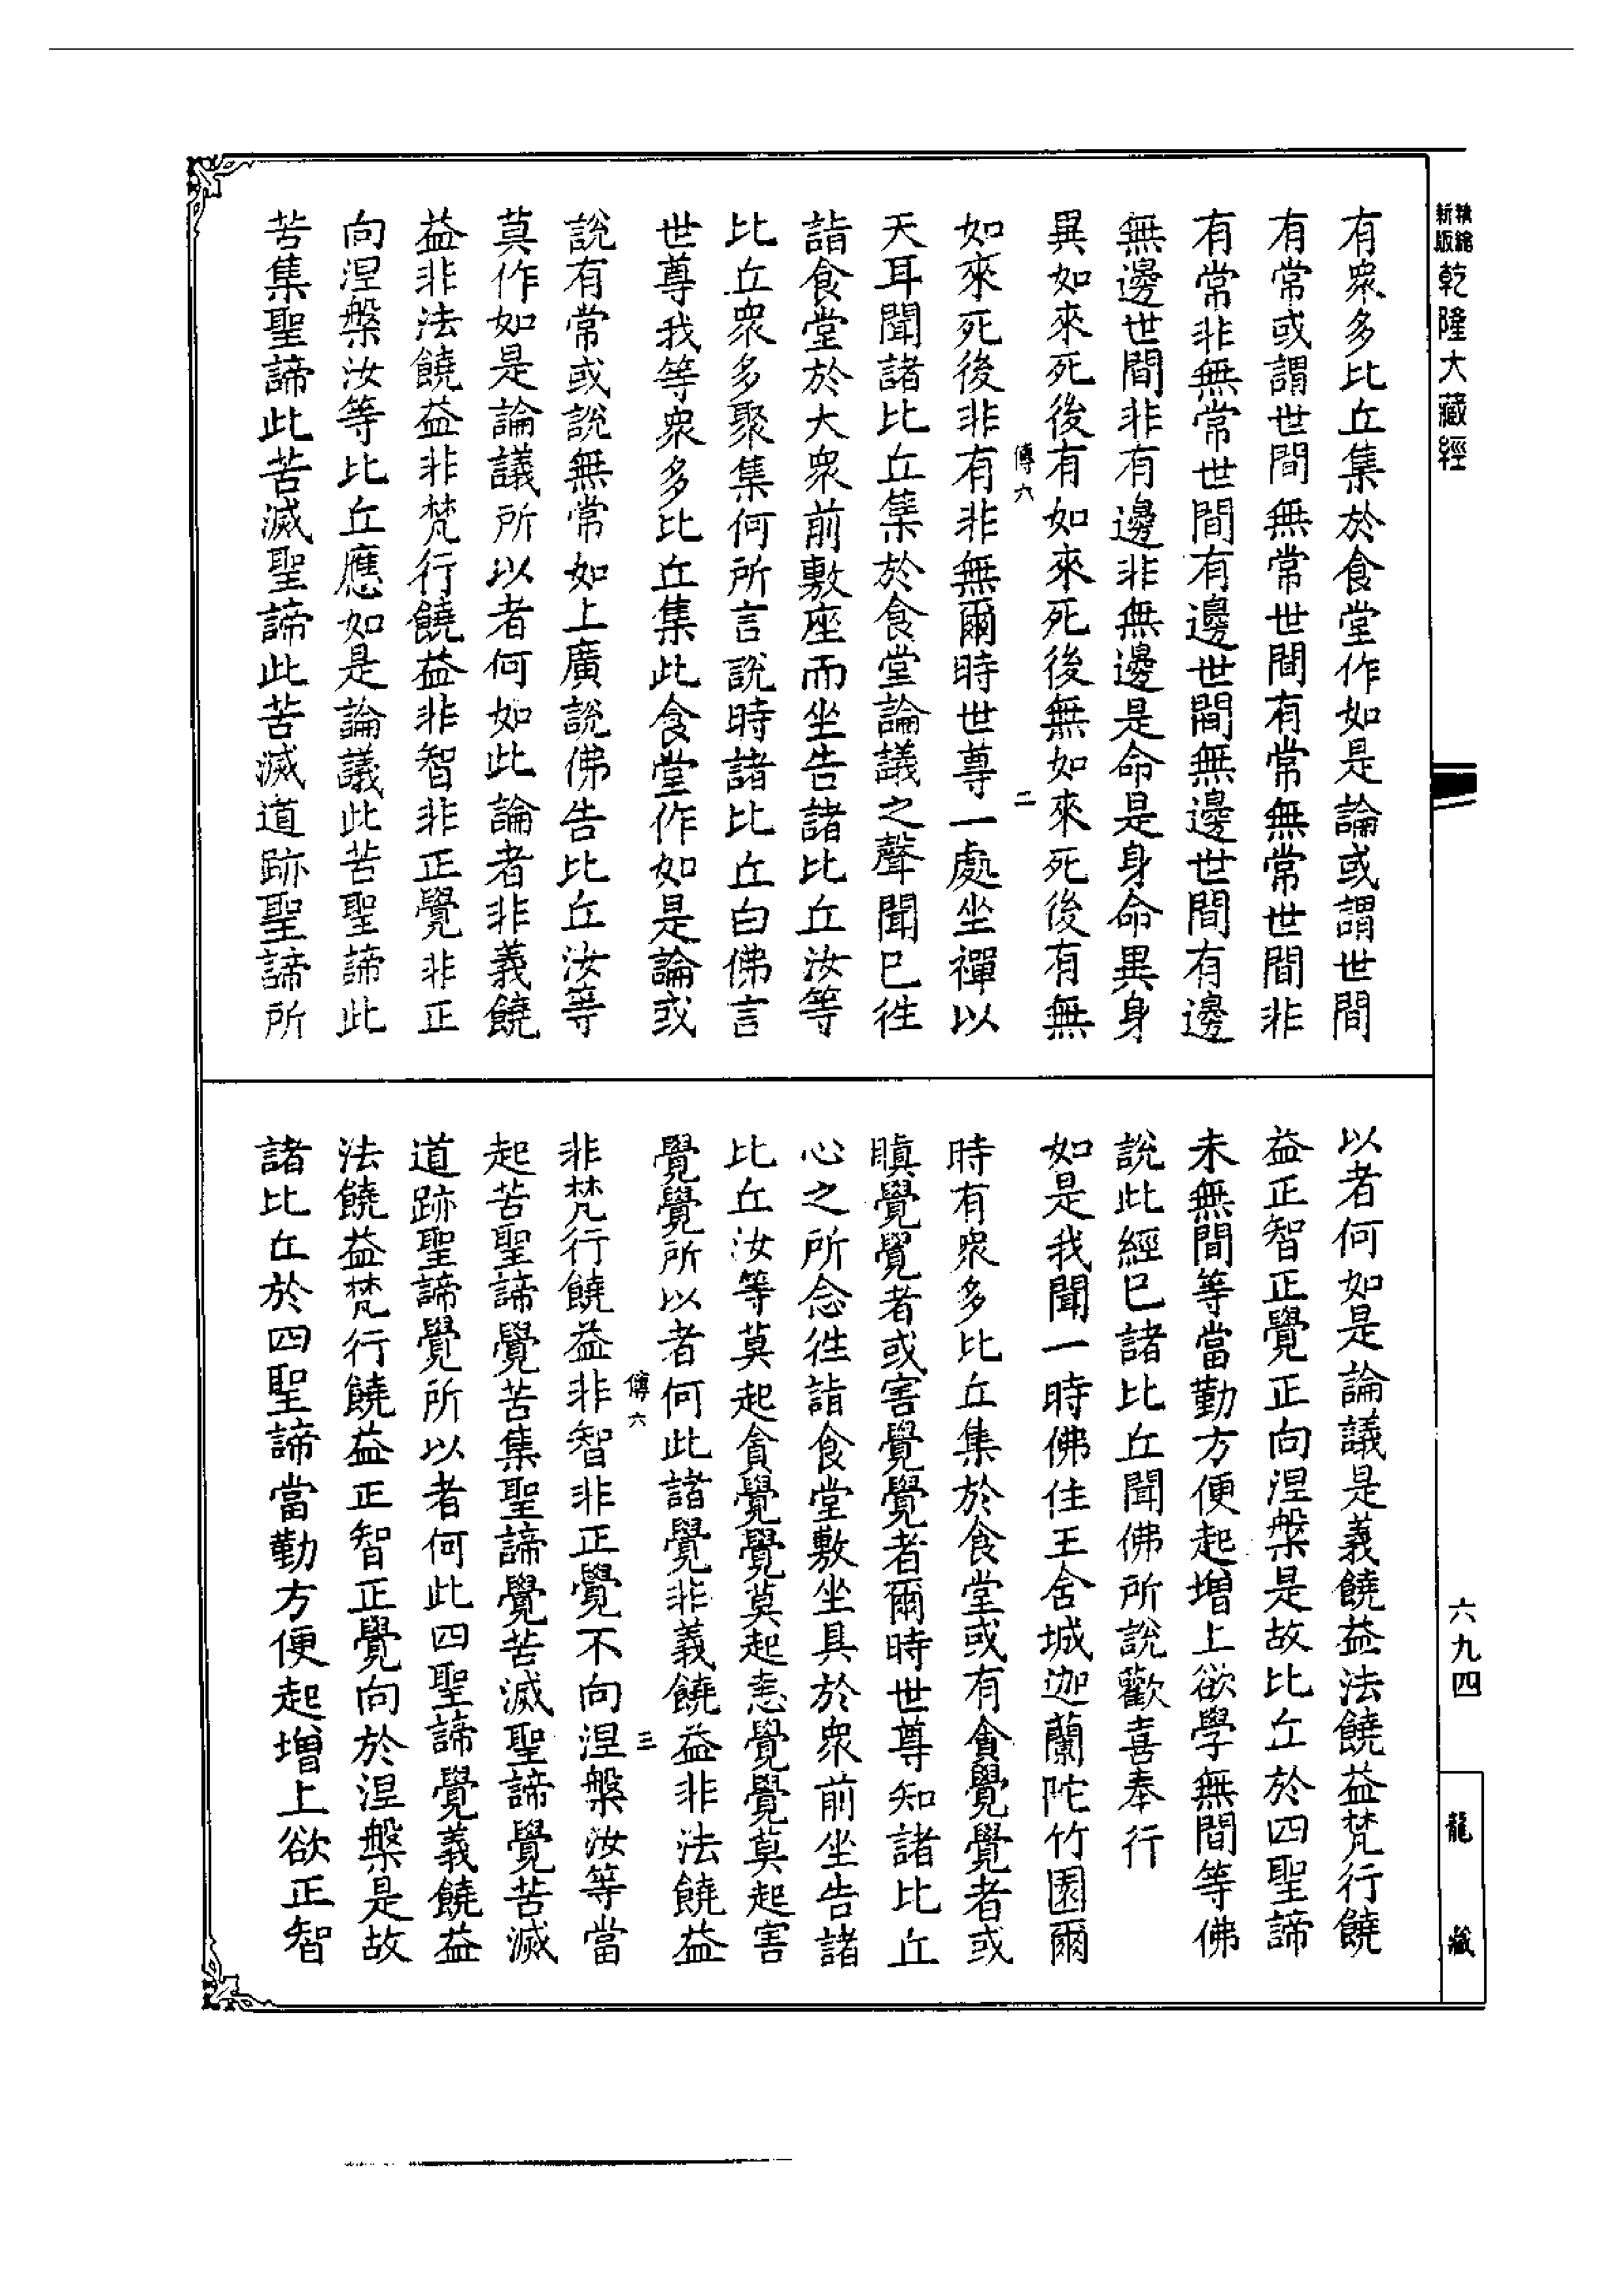 精縮新版 乾隆大藏經
有衆多比丘集於食堂作如是論或謂世間
有常或謂世間無常世間有常無常世間非
有常非無常世間有邊世間無邊世間有邊
無邊世間非有邊非無邊是命是身命異身
異如來死後有如來死後無如來死後有無
傳六 二
如來死後非有非無爾時世尊一處坐禪以
天耳聞諸比丘集於食堂論議之聲聞已往
詣食堂於大衆前敷座而坐告諸比丘汝等
比丘衆多聚集何所言說時諸比丘白佛言
世尊我等衆多比丘集此食堂作如是論或
說有常或說無常如上廣說佛告比丘汝等
莫作如是論議所以者何如此論者非義饒
益非法饒益非梵行饒益非智非正覺非正
向涅槃汝等比丘應如是論議此苦聖諦此
苦集聖諦此苦滅聖諦此苦滅道跡聖諦所
以者何如是論議是義饒益法饒益梵行饒
益正智正覺正向涅槃是故比丘於四聖諦
未無間等當勤方便起增上欲學無間等佛
說此經已諸比丘聞佛所說歡喜奉行
如是我聞一時佛住王舍城迦蘭陀竹園爾
時有衆多比丘集於食堂或有貪覺覺者或
瞋覺覺者或害覺覺者爾時世尊知諸比丘
心之所念往詣食堂敷坐具於衆前坐告諸
比丘汝等莫起貪覺覺莫起恚覺覺莫起害
覺覺所以者何此諸覺非義饒益非法饒益
傳六 三
非梵行饒益非智非正覺不向涅槃汝等當
起苦聖諦覺苦集聖諦覺苦滅聖諦覺苦滅
道跡聖諦覺所以者何此四聖諦覺義饒益
法饒益梵行饒益正智正覺向於涅槃是故
諸比丘於四聖諦當勤方便起增上欲正智
六九四
龍藏